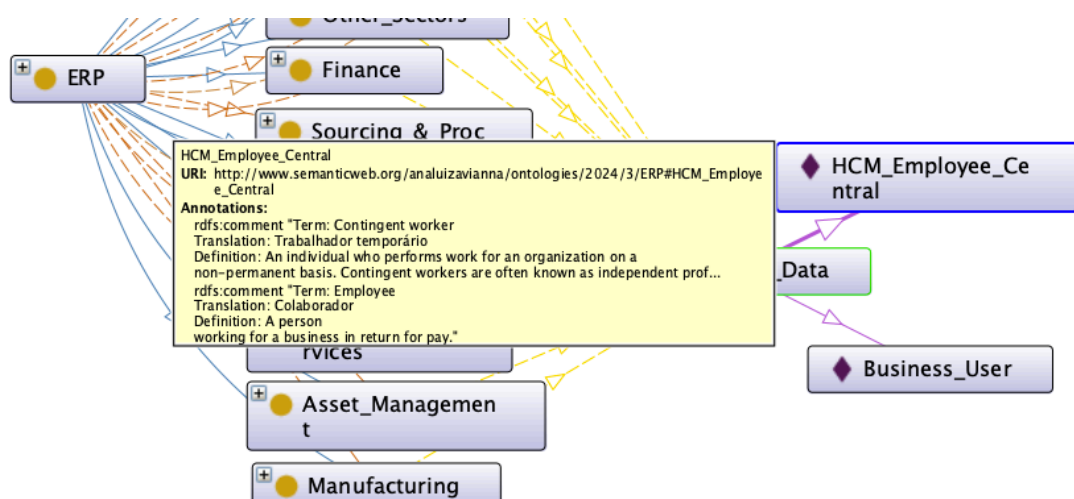 Other_Sectors
ERP
Finance
Sourcing_&_Proc
HCM_Employee_Central
URI: http://www.semanticweb.org/analuizavianna/ontologies/2024/3/ERP#HCM_Employe
e_Central
Annotations:
rdfs:comment "Term: Contingent worker
Translation: Trabalhador temporário
Definition: An individual who performs work for an organization on a
non-permanent basis. Contingent workers are often known as independent prof...
rdfs:comment "Term: Employee
Translation: Colaborador
Definition: A person
working for a business in return for pay."
HCM_Employee_Ce
ntral
_Data
rvices
Business_User
Asset_Managemen
t
Manufacturing